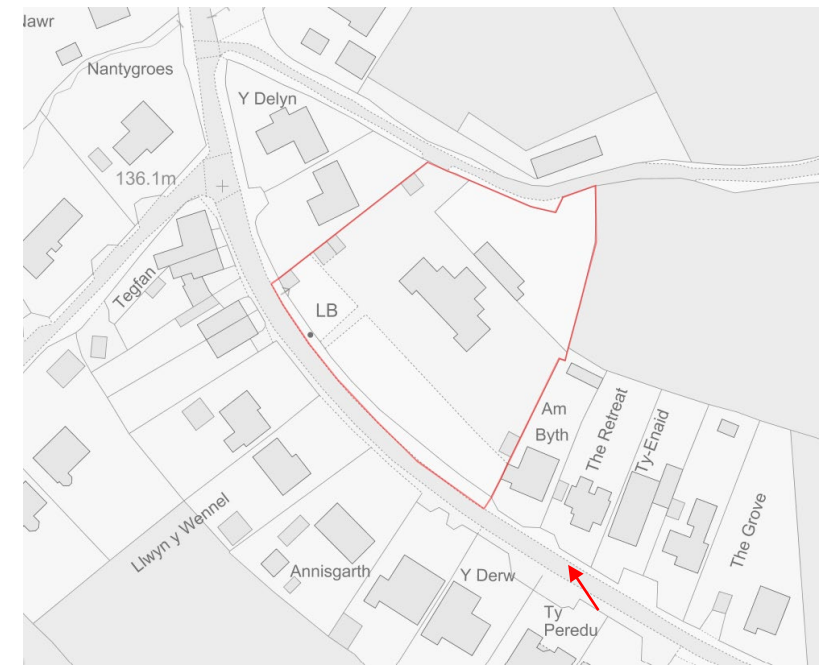 Nantygroes
Y Delyn
136.1m
Tegfan
LB
Am
Byth
The Retreat
Ty-Enaid
The Grove
Llwyn y Wennel
Annisgarth
Y Derw
Ty
Peredu